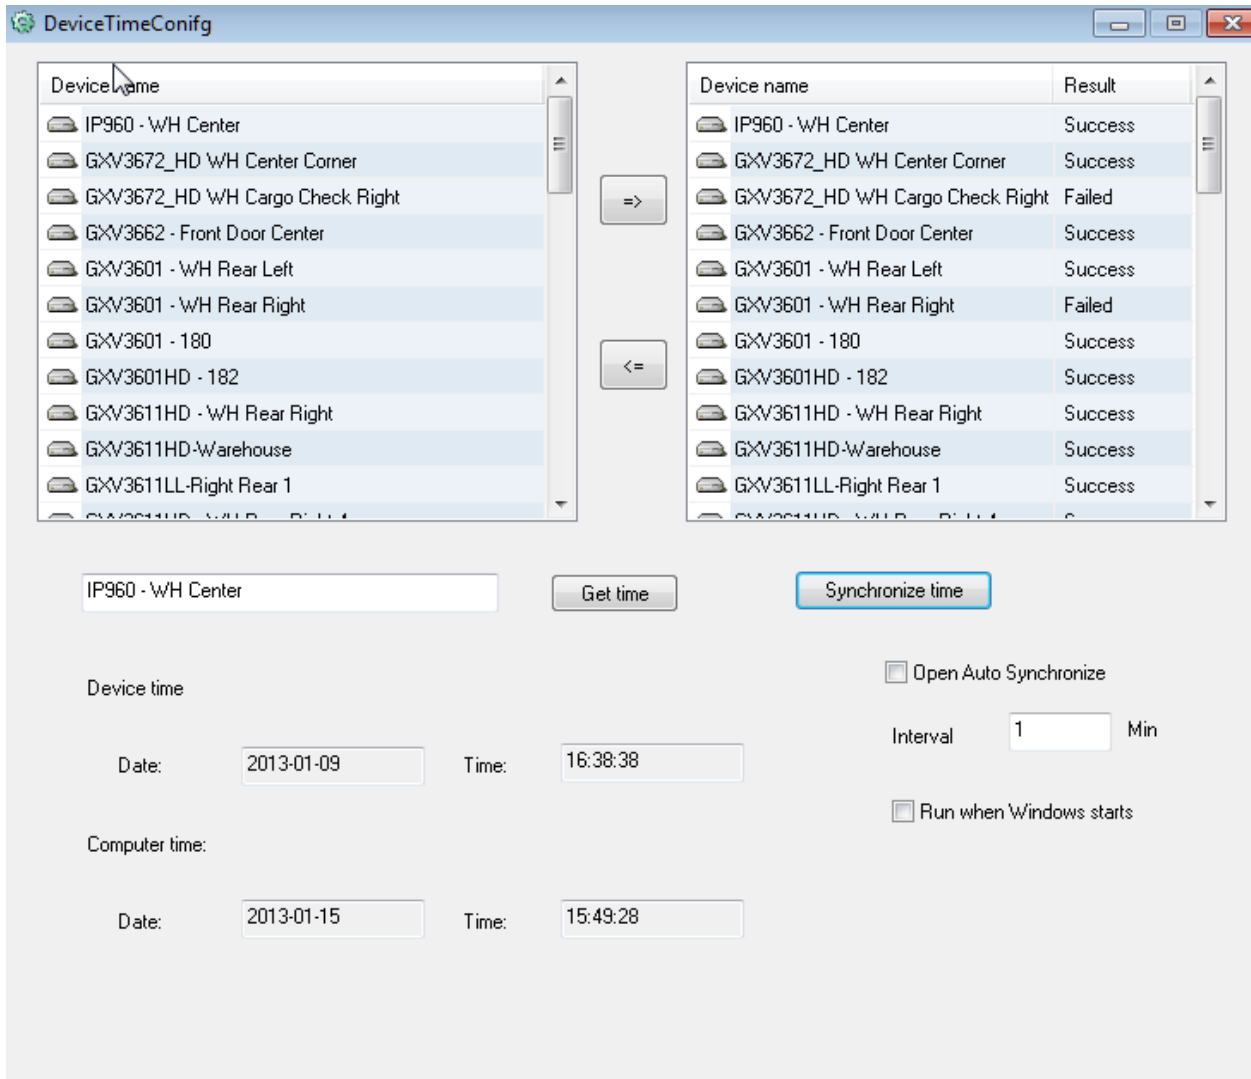 DeviceTimeConifg
Device name
IP960 - WH Center
GXV3672_HD WH Center Corner
GXV3672_HD WH Cargo Check Right
GXV3662 - Front Door Center
GXV3601 - WH Rear Left
GXV3601 - WH Rear Right
GXV3601 - 180
GXV3601HD - 182
GXV3611HD - WH Rear Right
GXV3611HD-Warehouse
GXV3611LL-Right Rear 1
=>
<=
Device name Result
IP960 - WH Center Success
GXV3672_HD WH Center Corner Success
GXV3672_HD WH Cargo Check Right Failed
GXV3662 - Front Door Center Success
GXV3601 - WH Rear Left Success
GXV3601 - WH Rear Right Failed
GXV3601 - 180 Success
GXV3601HD - 182 Success
GXV3611HD - WH Rear Right Success
GXV3611HD-Warehouse Success
GXV3611LL-Right Rear 1 Success
IP960 - WH Center Get time Synchronize time
Open Auto Synchronize
Device time
Interval 1 Min
Date: 2013-01-09 Time: 16:38:38
Run when Windows starts
Computer time:
Date: 2013-01-15 Time: 15:49:28